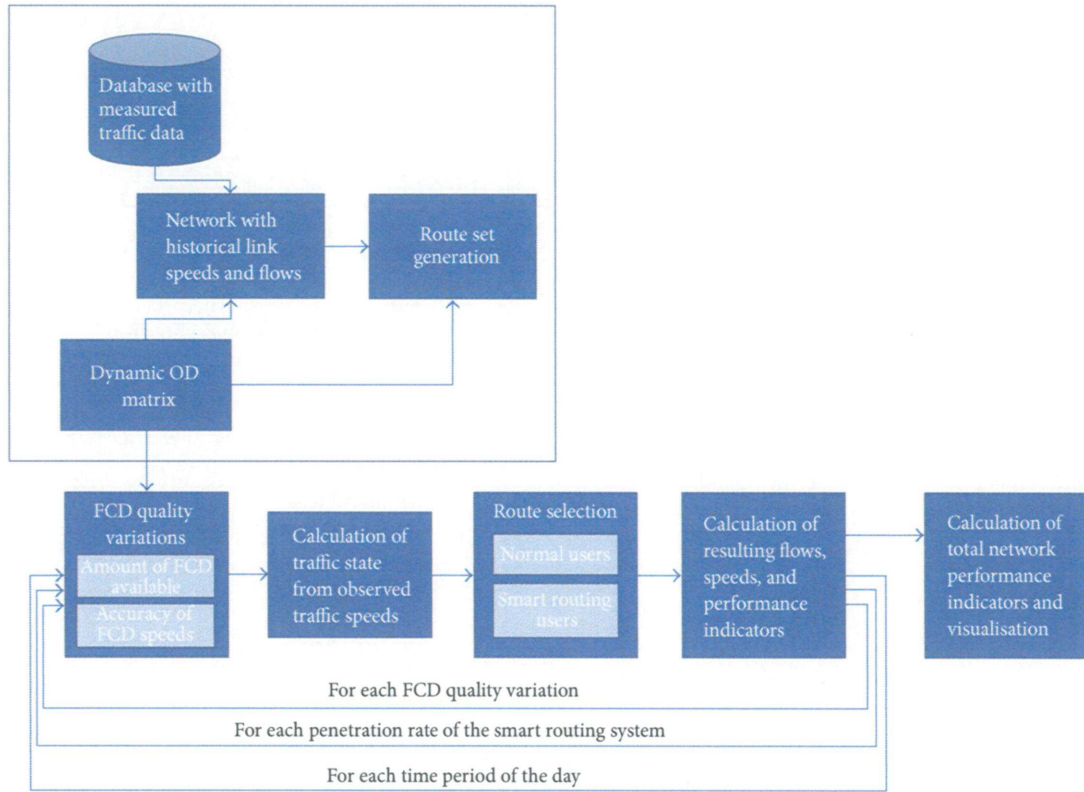 Database with
measured
traffic data
Network with
historical link
speeds and flows
Route set
generation
Dynamic OD
matrix
FCD quality
variations
Amount of FCD
available
Accuracy of
FCD speeds
Calculation of
traffic state
from observed
traffic speeds
Route selection
Normal users
Smart routing
users
Calculation of
resulting flows,
speeds, and
performance
indicators
Calculation of
total network
performance
indicators and
visualisation
For each FCD quality variation
For each penetration rate of the smart routing system
For each time period of the day